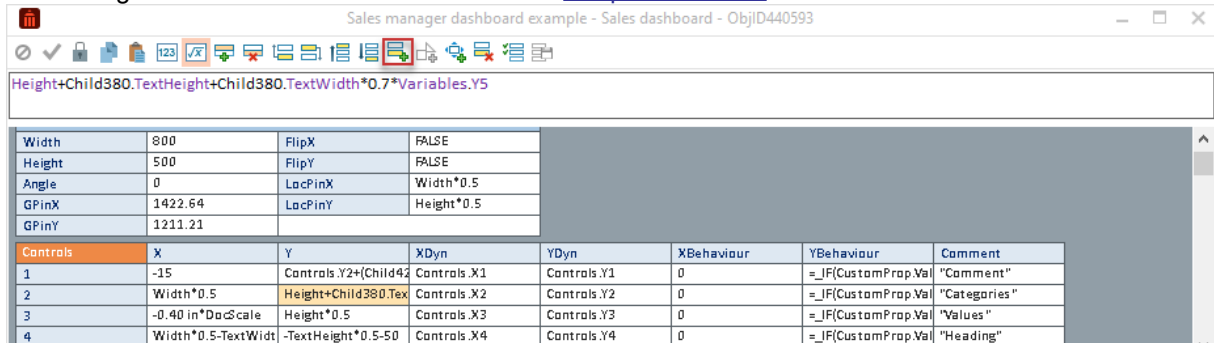 Sales manager dashboard example - Sales dashboard - ObjID440593
123 √x
Height+Child380.TextHeight+Child380.TextWidth*0.7*Variables.Y5
Width 800 FlipX FALSE
Height 500 FlipY FALSE
Angle 0 LocPinX Width*0.5
GPinX 1422.64 LocPinY Height*0.5
GPinY 1211.21
Controls X Y XDyn YDyn XBehaviour YBehaviour Comment
1 -15 Controls.Y2+(Child42 Controls.X1 Controls.Y1 0 =_IF(CustomProp.Val "Comment"
2 Width*0.5 Height+Child380.Tex Controls.X2 Controls.Y2 0 =_IF(CustomProp.Val "Categories"
3 -0.40 in*DocScale Height*0.5 Controls.X3 Controls.Y3 0 =_IF(CustomProp.Val "Values"
4 Width*0.5-TextWidt -TextHeight*0.5-50 Controls.X4 Controls.Y4 0 =_IF(CustomProp.Val "Heading"